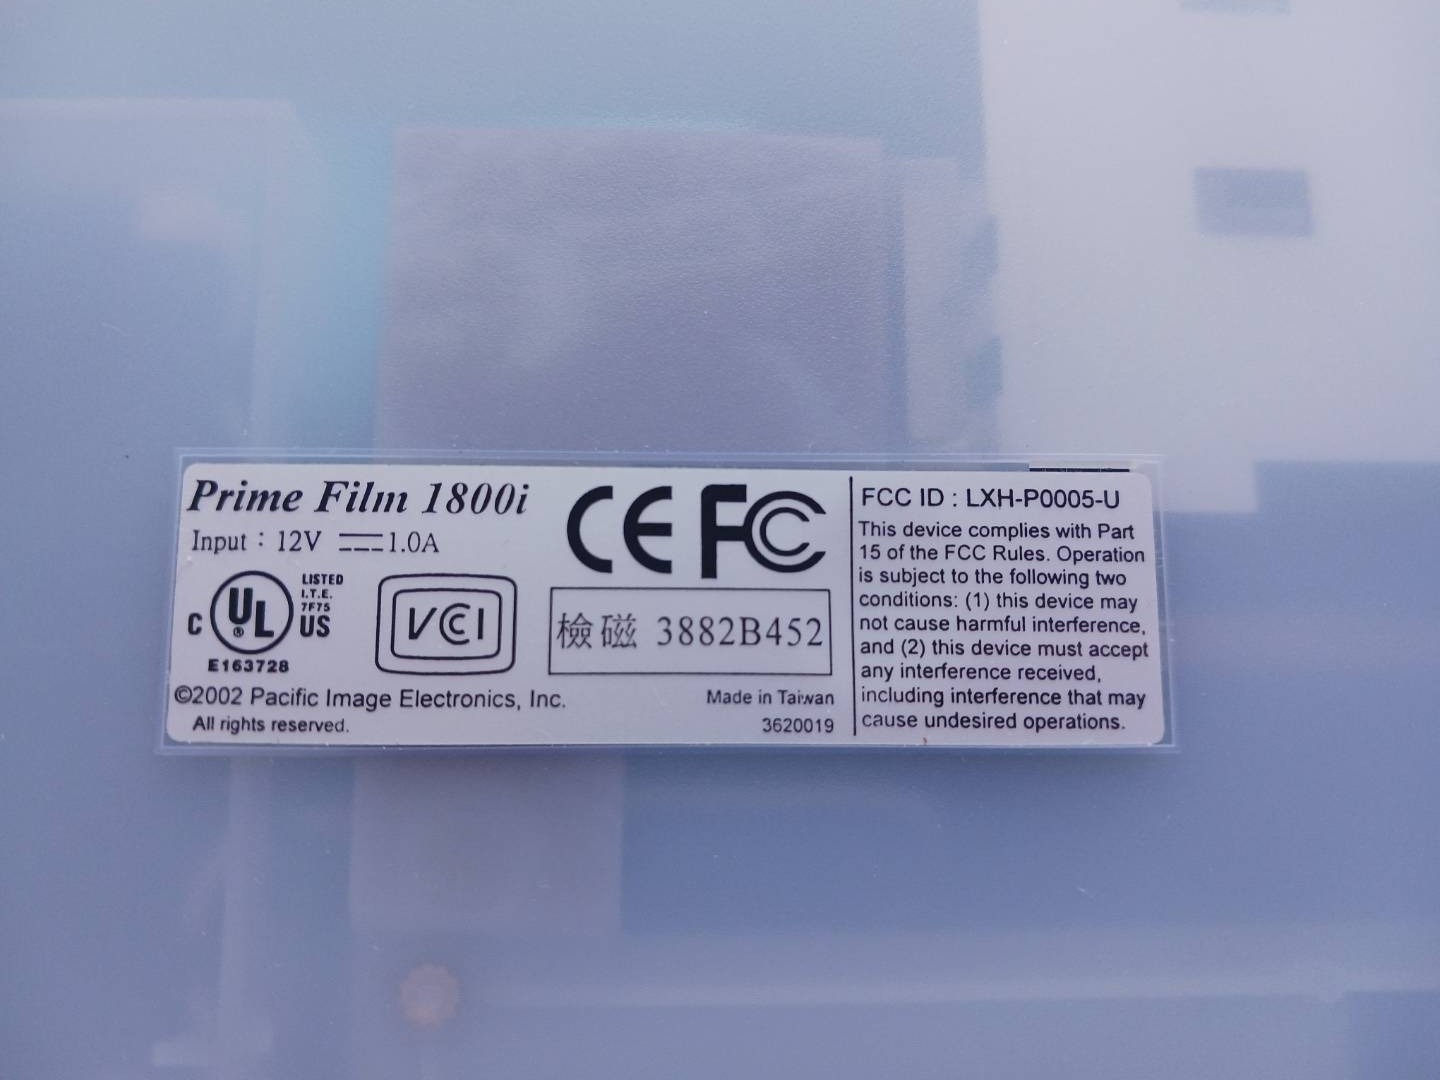 Prime Film 1800i
Input : 12V ⎓ 1.0A
C UL ® US
LISTED
I.T.E.
7F75
E163728
VCCI
CE FC
檢磁 3882B452
©2002 Pacific Image Electronics, Inc.
All rights reserved.
Made in Taiwan
3620019
FCC ID : LXH-P0005-U
This device complies with Part
15 of the FCC Rules. Operation
is subject to the following two
conditions: (1) this device may
not cause harmful interference,
and (2) this device must accept
any interference received,
including interference that may
cause undesired operations.